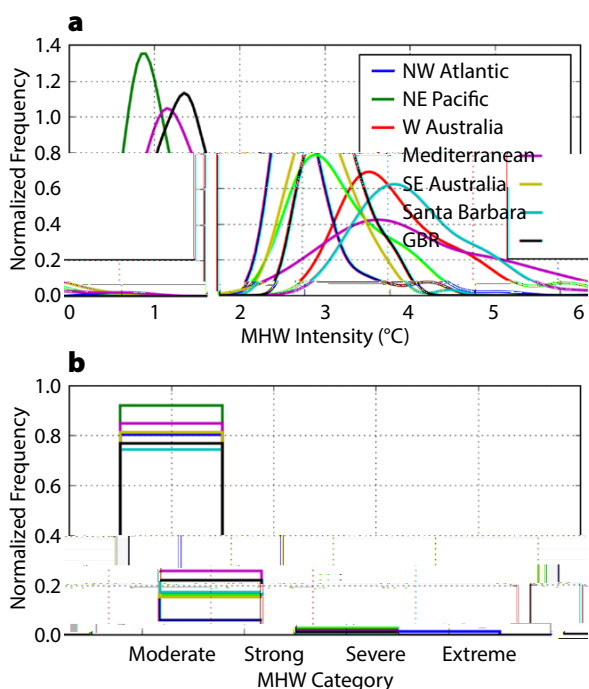 a
1.4
1.2
1.0
0.8
0.6
0.4
0.2
0.0
Normalized Frequency
NW Atlantic
NE Pacific
W Australia
Mediterranean
SE Australia
Santa Barbara
GBR
0 1 2 3 4 5 6
MHW Intensity (°C)
b
1.0
0.8
0.6
0.4
0.2
0.0
Normalized Frequency
Moderate Strong Severe Extreme
MHW Category